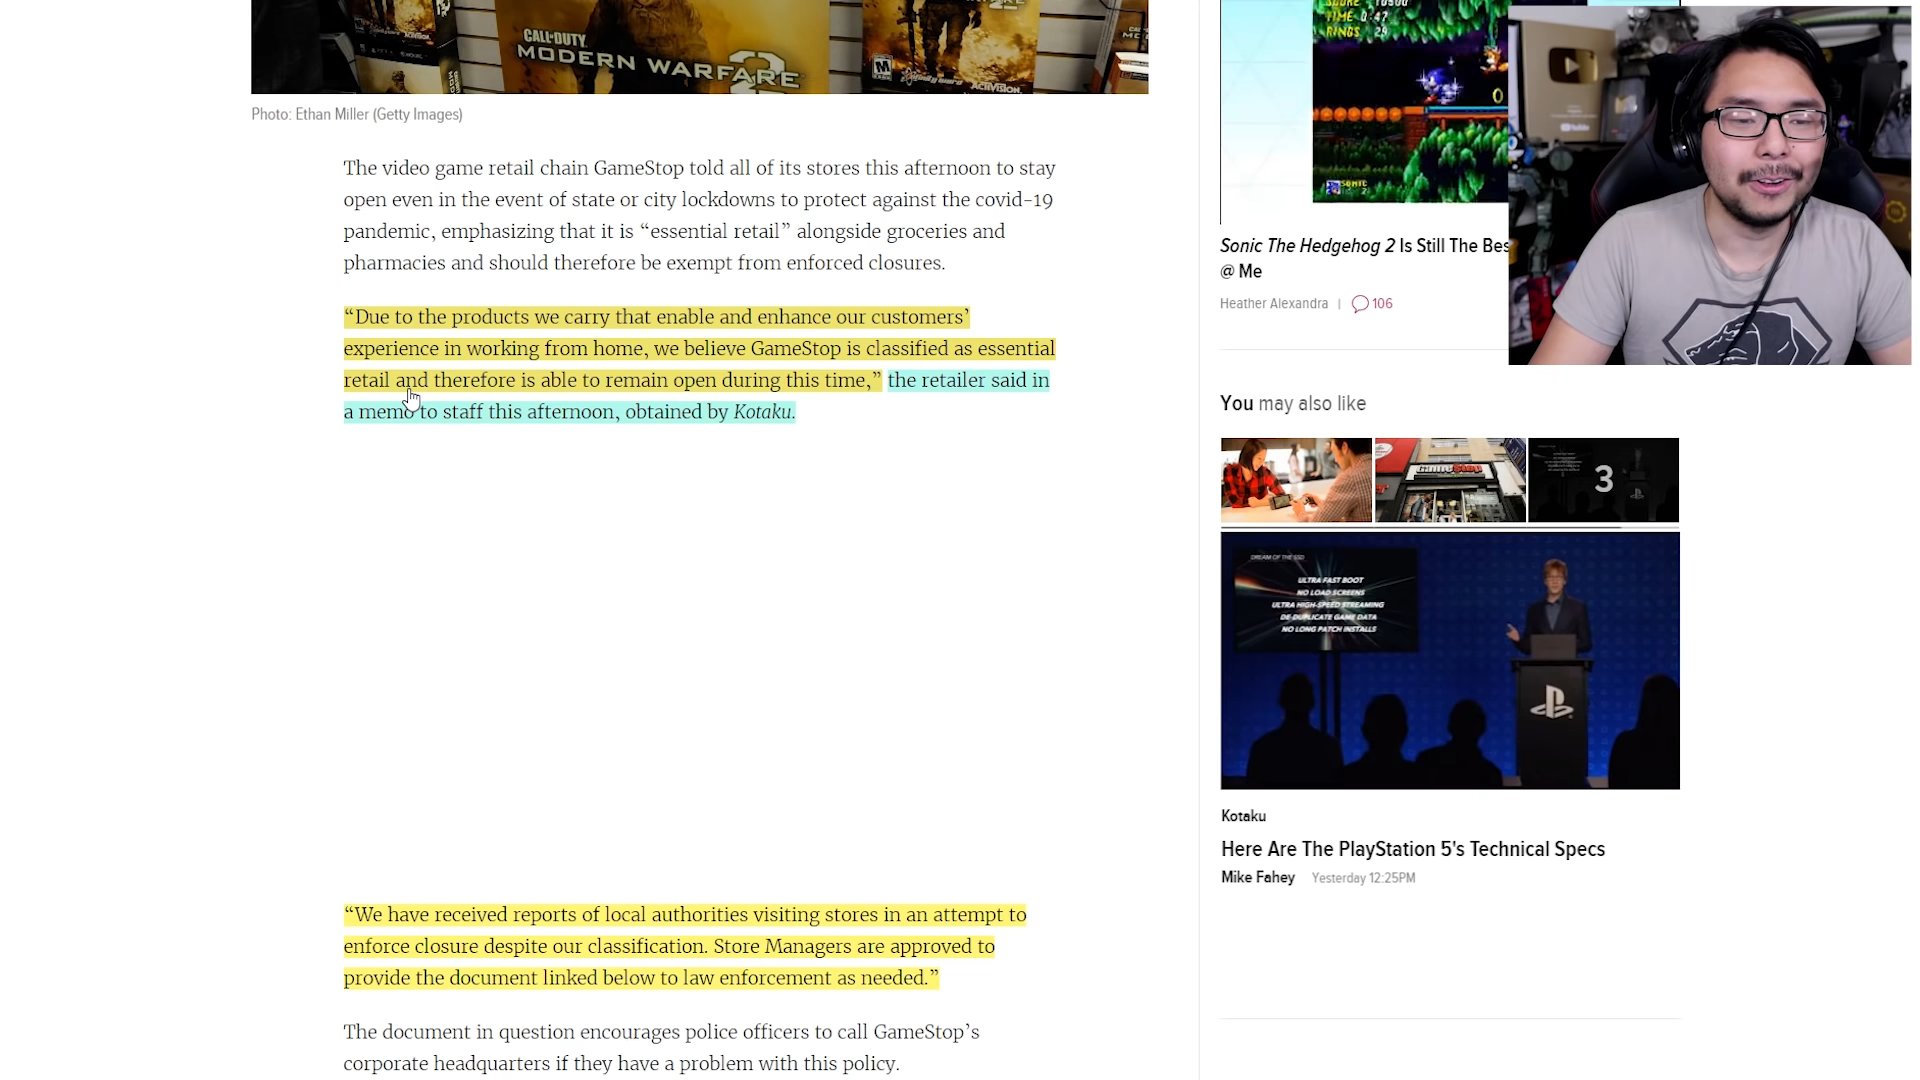 CALL OF DUTY
MODERN WARFARE
2
ACTIVISION
M
Photo: Ethan Miller (Getty Images)
The video game retail chain GameStop told all of its stores this afternoon to stay
open even in the event of state or city lockdowns to protect against the covid-19
pandemic, emphasizing that it is “essential retail” alongside groceries and
pharmacies and should therefore be exempt from enforced closures.
“Due to the products we carry that enable and enhance our customers’
experience in working from home, we believe GameStop is classified as essential
retail and therefore is able to remain open during this time,” the retailer said in
a memo to staff this afternoon, obtained by Kotaku.
“We have received reports of local authorities visiting stores in an attempt to
enforce closure despite our classification. Store Managers are approved to
provide the document linked below to law enforcement as needed.”
The document in question encourages police officers to call GameStop’s
corporate headquarters if they have a problem with this policy.
TIME 0:47
RINGS 29
SONIC
Sonic The Hedgehog 2 Is Still The Bes
@ Me
Heather Alexandra | 106
You may also like
GameStop
3
DREAM OF THE SSD
ULTRA FAST BOOT
NO LOAD SCREENS
ULTRA HIGH-SPEED STREAMING
DE-DUPLICATE GAME DATA
NO LONG PATCH INSTALLS
Kotaku
Here Are The PlayStation 5's Technical Specs
Mike Fahey Yesterday 12:25PM